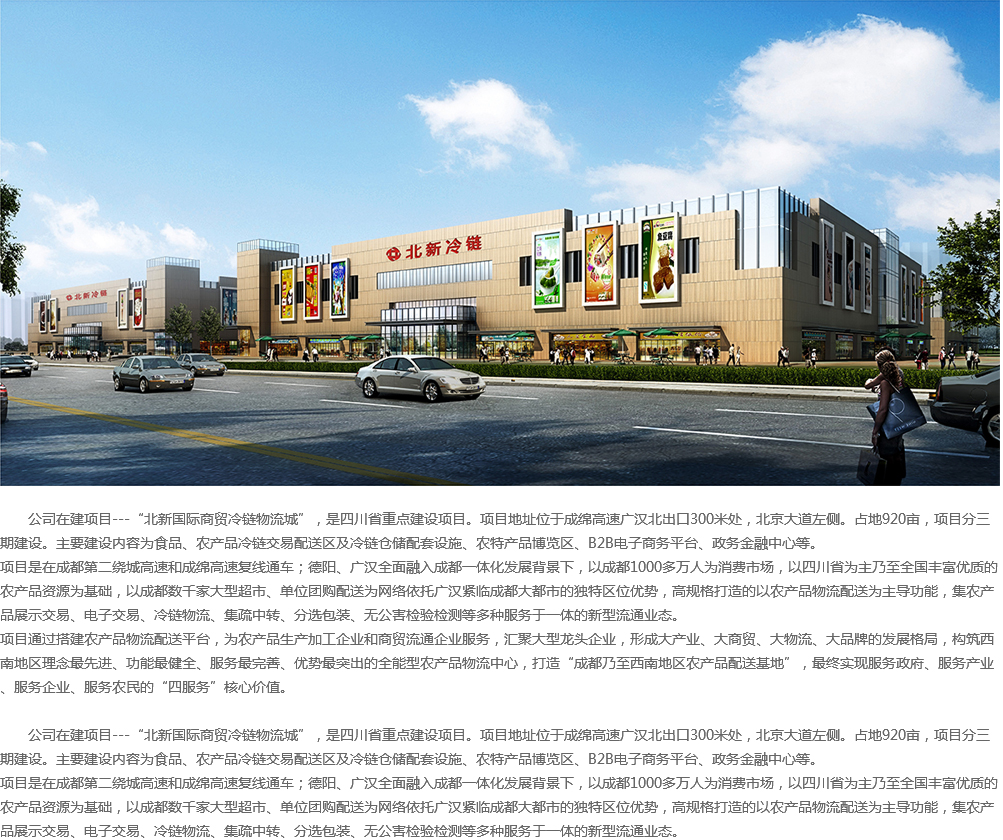 北新冷链
北新冷链
公司在建项目---“北新国际商贸冷链物流城”，是四川省重点建设项目。项目地址位于成绵高速广汉北出口300米处，北京大道左侧。占地920亩，项目分三
期建设。主要建设内容为食品、农产品冷链交易配送区及冷链仓储配套设施、农特产品博览区、B2B电子商务平台、政务金融中心等。
项目是在成都第二绕城高速和成绵高速复线通车；德阳、广汉全面融入成都一体化发展背景下，以成都1000多万人为消费市场，以四川省为主乃至全国丰富优质的
农产品资源为基础，以成都数千家大型超市、单位团购配送为网络依托广汉紧临成都大都市的独特区位优势，高规格打造的以农产品物流配送为主导功能，集农产
品展示交易、电子交易、冷链物流、集疏中转、分选包装、无公害检验检测等多种服务于一体的新型流通业态。
项目通过搭建农产品物流配送平台，为农产品生产加工企业和商贸流通企业服务，汇聚大型龙头企业，形成大产业、大商贸、大物流、大品牌的发展格局，构筑西
南地区理念最先进、功能最健全、服务最完善、优势最突出的全能型农产品物流中心，打造“成都乃至西南地区农产品配送基地”，最终实现服务政府、服务产业
、服务企业、服务农民的“四服务”核心价值。
公司在建项目---“北新国际商贸冷链物流城”，是四川省重点建设项目。项目地址位于成绵高速广汉北出口300米处，北京大道左侧。占地920亩，项目分三
期建设。主要建设内容为食品、农产品冷链交易配送区及冷链仓储配套设施、农特产品博览区、B2B电子商务平台、政务金融中心等。
项目是在成都第二绕城高速和成绵高速复线通车；德阳、广汉全面融入成都一体化发展背景下，以成都1000多万人为消费市场，以四川省为主乃至全国丰富优质的
农产品资源为基础，以成都数千家大型超市、单位团购配送为网络依托广汉紧临成都大都市的独特区位优势，高规格打造的以农产品物流配送为主导功能，集农产
品展示交易、电子交易、冷链物流、集疏中转、分选包装、无公害检验检测等多种服务于一体的新型流通业态。